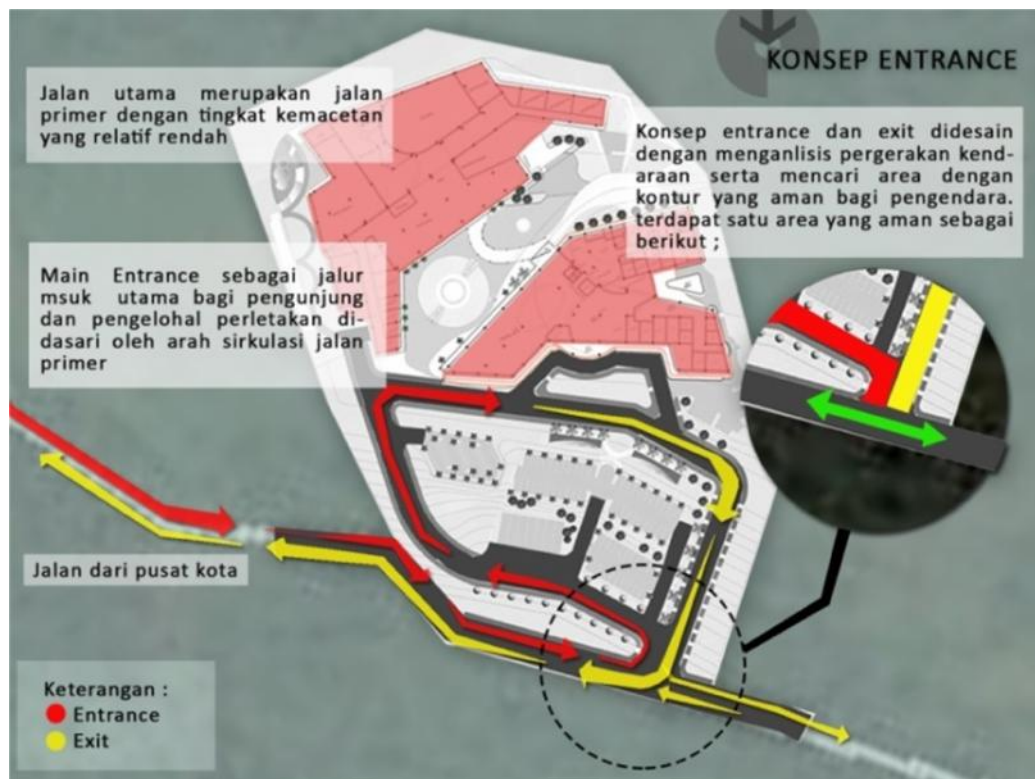 KONSEP ENTRANCE
Jalan utama merupakan jalan
primer dengan tingkat kemacetan
yang relatif rendah
Konsep entrance dan exit didesain
dengan menganlisis pergerakan kend-
araan serta mencari area dengan
kontur yang aman bagi pengendara.
terdapat satu area yang aman sebagai
berikut ;
Main Entrance sebagai jalur
msuk utama bagi pengunjung
dan pengelohal perletakan di-
dasari oleh arah sirkulasi jalan
primer
Jalan dari pusat kota
Keterangan :
Entrance
Exit